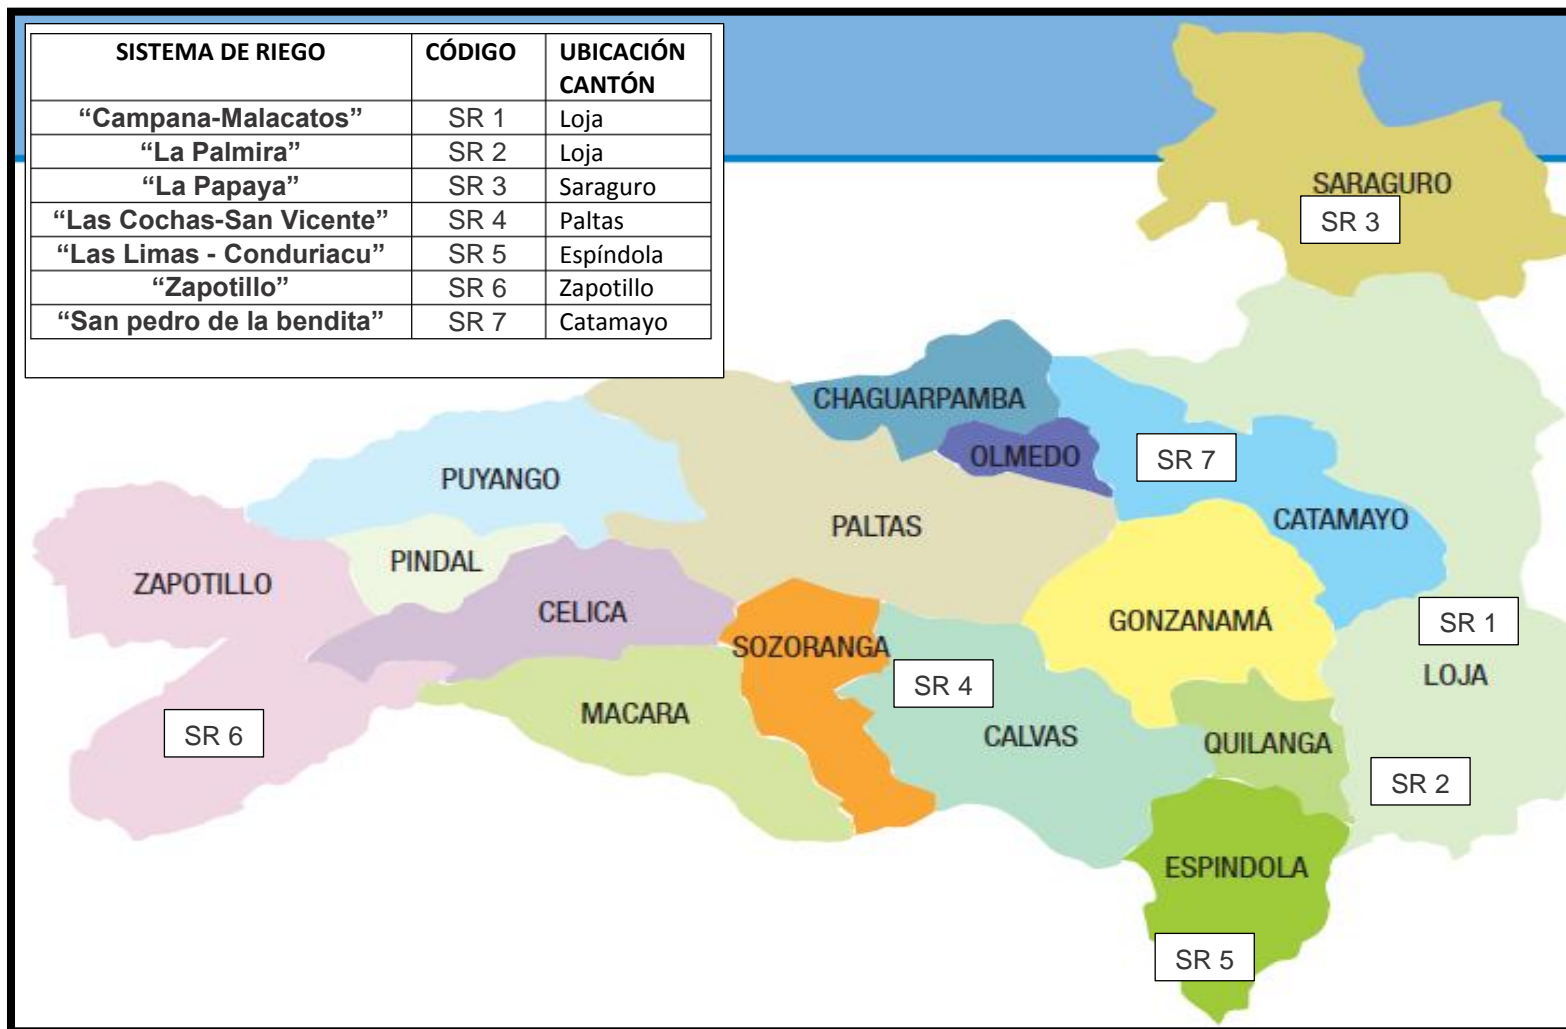 SISTEMA DE RIEGO CÓDIGO UBICACIÓN
CANTÓN
“Campana-Malacatos” SR 1 Loja
“La Palmira” SR 2 Loja
“La Papaya” SR 3 Saraguro
“Las Cochas-San Vicente” SR 4 Paltas
“Las Limas - Conduriacu” SR 5 Espíndola
“Zapotillo” SR 6 Zapotillo
“San pedro de la bendita” SR 7 Catamayo
SARAGURO
SR 3
CHAGUARPAMBA
OLMEDO
SR 7
PUYANGO
PALTAS
CATAMAYO
PINDAL
ZAPOTILLO
CELICA
GONZANAMÁ
SR 1
SOZORANGA
LOJA
SR 4
MACARA
CALVAS
QUILANGA
SR 6
SR 2
ESPINDOLA
SR 5